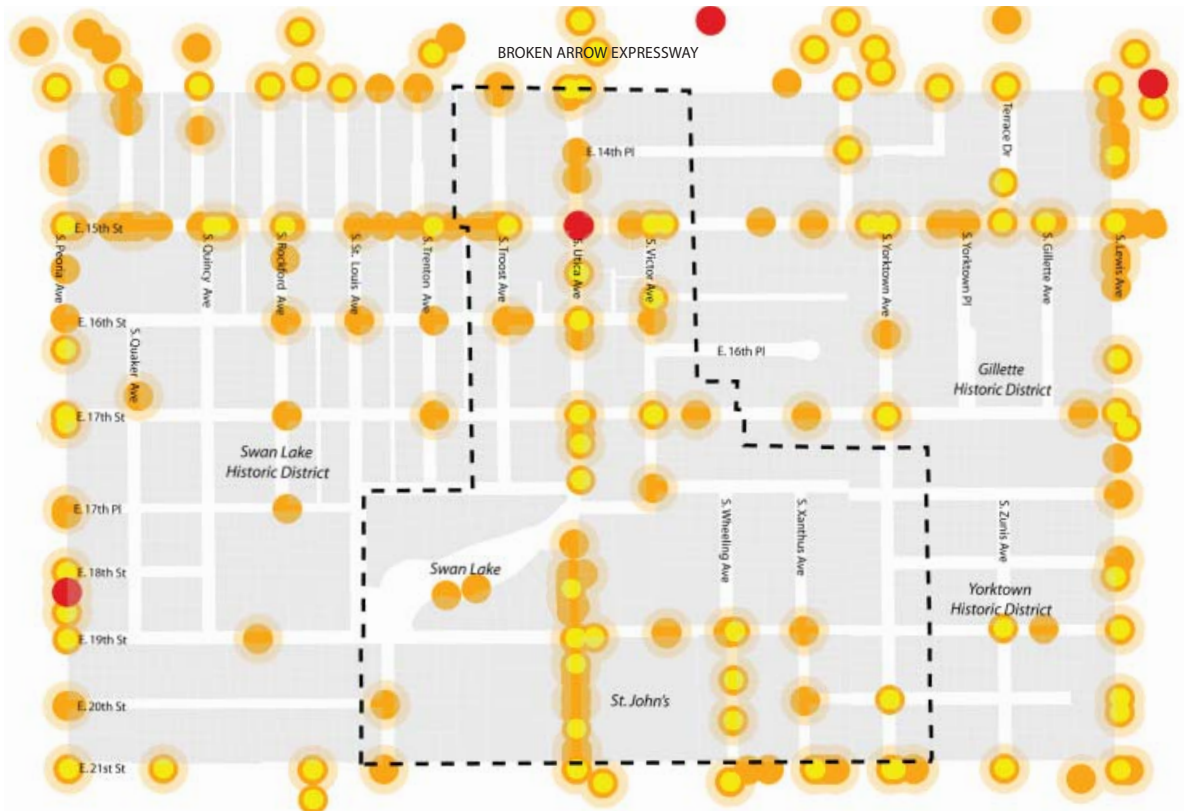 BROKEN ARROW EXPRESSWAY
Terrace Dr
E. 14th Pl
E. 15th St
S. Peoria Ave
S. Quincy Ave
S. Rockford Ave
S. St. Louis Ave
S. Trenton Ave
S. Troost Ave
S. Utica Ave
S. Victor Ave
S. Yorktown Ave
S. Yorktown Pl
S. Gillette Ave
S. Lewis Ave
E. 16th St
S. Quaker Ave
E. 16th Pl
Gillette
Historic District
E. 17th St
Swan Lake
Historic District
E. 17th Pl
S. Wheeling Ave
S. Xanthus Ave
S. Zunis Ave
E. 18th St
Swan Lake
Yorktown
Historic District
E. 19th St
E. 20th St
St. John's
E. 21st St